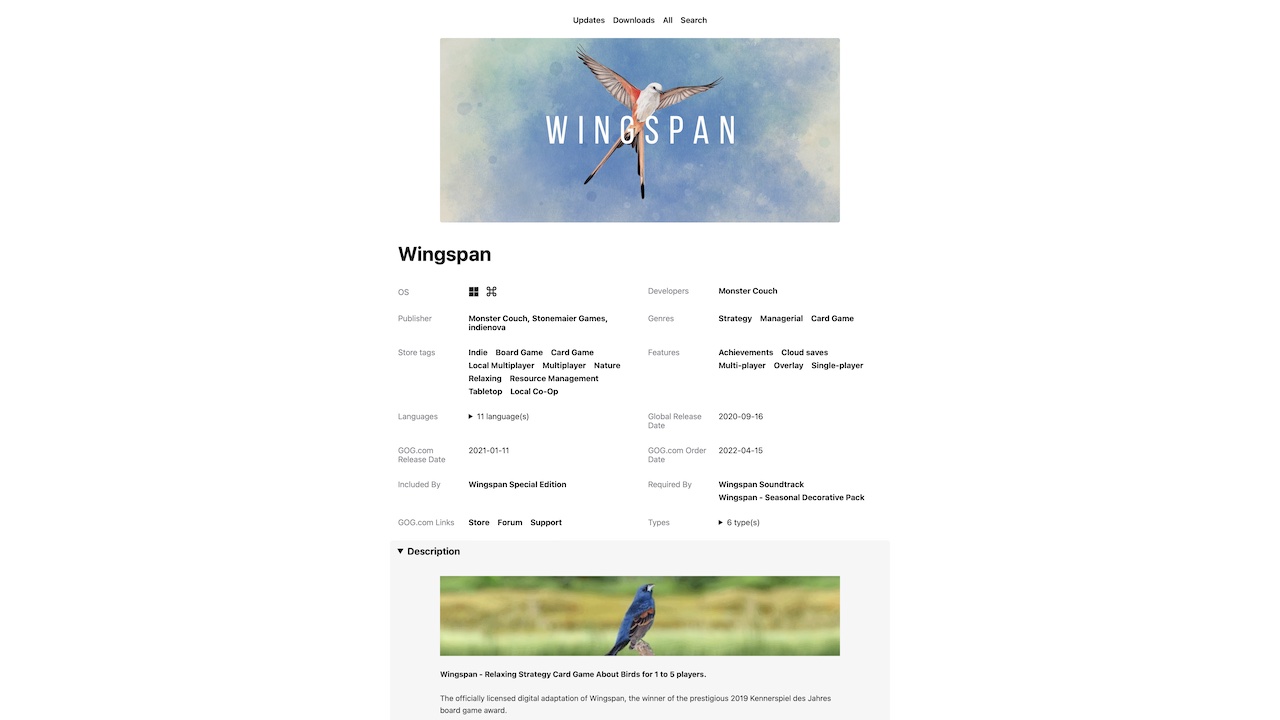 Updates Downloads All Search
WINGSPAN
Wingspan
OS
Developers Monster Couch
Publisher Monster Couch, Stonemaier Games,
indienova
Genres Strategy Managerial Card Game
Store tags Indie Board Game Card Game
Local Multiplayer Multiplayer Nature
Relaxing Resource Management
Tabletop Local Co-Op
Features Achievements Cloud saves
Multi-player Overlay Single-player
Languages 11 language(s)
Global Release
Date 2020-09-16
GOG.com
Release Date 2021-01-11
GOG.com Order
Date 2022-04-15
Included By Wingspan Special Edition
Required By Wingspan Soundtrack
Wingspan - Seasonal Decorative Pack
GOG.com Links Store Forum Support
Types 6 type(s)
Description
Wingspan - Relaxing Strategy Card Game About Birds for 1 to 5 players.
The officially licensed digital adaptation of Wingspan, the winner of the prestigious 2019 Kennerspiel des Jahres
board game award.